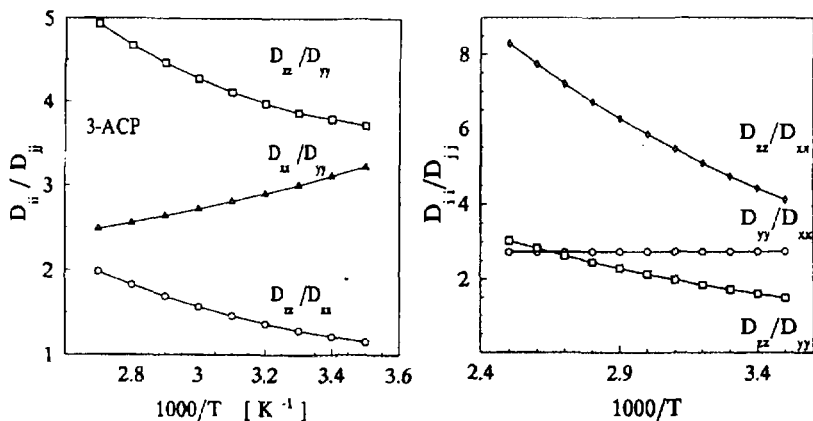 5
4
3
2
1
D_ii / D_jj
3-ACP
D_zz/D_yy
D_xx/D_yy
D_zz/D_xx
2.8 3 3.2 3.4 3.6
1000/T [ K⁻¹ ]
8
6
4
2
D_ii/D_jj
D_zz/D_xx
D_yy/D_xx
D_zz/D_yy
2.4 2.9 3.4
1000/T